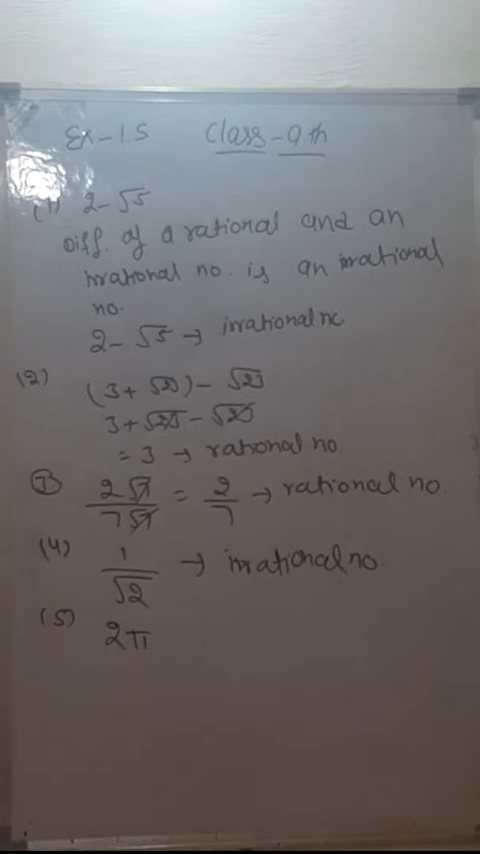 Ex-1.5 Class-9th
(1) 2-√5
Diff. of a rational and an
irrational no. is an irrational
no.
2-√5 → irrational no
(2) (3+√23)-√23
3+√23-√23
= 3 → rational no
③ 2√7/7√7 = 2/7 → rational no.
(4) 1/√2 → irrational no
(5) 2π